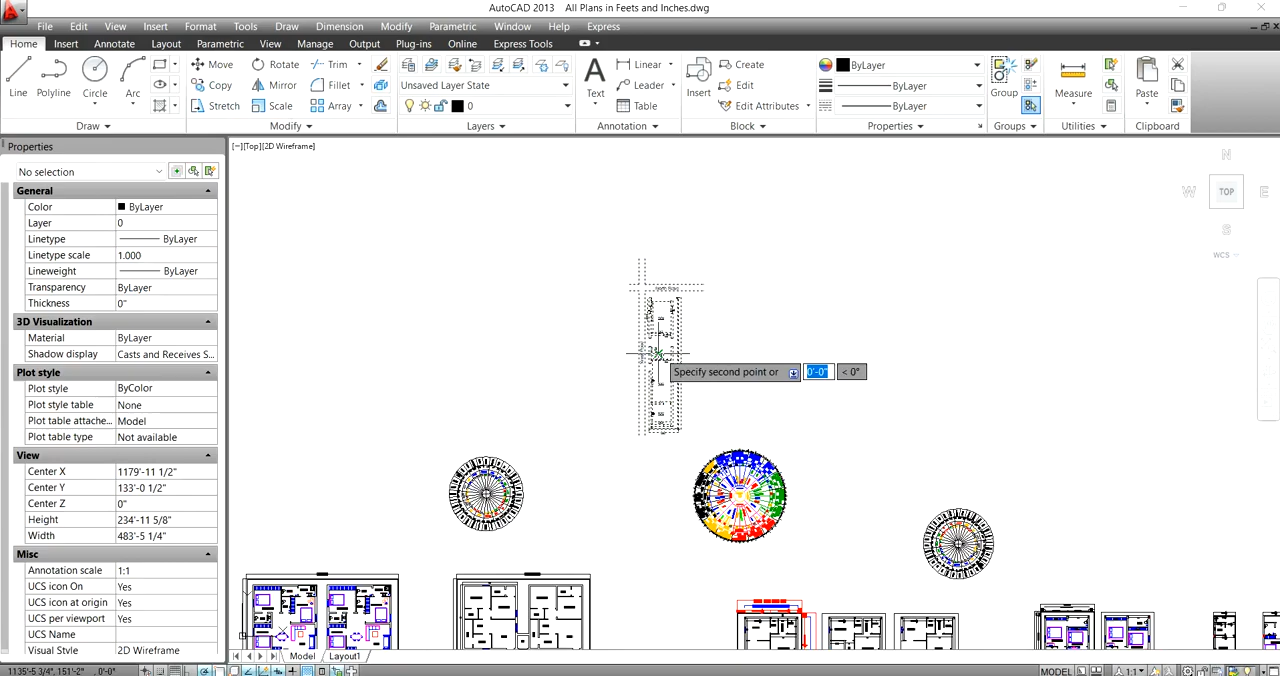 AutoCAD 2013 All Plans in Feet and Inches.dwg
File Edit View Insert Format Tools Draw Dimension Modify Parametric Window Help Express
Home Insert Annotate Layout Parametric View Manage Output Plug-ins Online Express Tools
Line Polyline Circle Arc
Draw
Move Rotate Trim
Copy Mirror Fillet
Stretch Scale Array
Modify
Unsaved Layer State
0
Layers
Text
Linear
Leader
Table
Annotation
Insert
Create
Edit
Edit Attributes
Block
ByLayer
ByLayer
ByLayer
Properties
Group
Groups
Measure
Utilities
Paste
Clipboard
Properties
No selection
General
Color ByLayer
Layer 0
Linetype ByLayer
Linetype scale 1.000
Lineweight ByLayer
Transparency ByLayer
Thickness 0"
3D Visualization
Material ByLayer
Shadow display Casts and Receives S...
Plot style
Plot style ByColor
Plot style table None
Plot table attache... Model
Plot table type Not available
View
Center X 1179'-11 1/2"
Center Y 133'-0 1/2"
Center Z 0"
Height 234'-11 5/8"
Width 483'-5 1/4"
Misc
Annotation scale 1:1
UCS icon On Yes
UCS icon at origin Yes
UCS per viewport Yes
UCS Name
Visual Style 2D Wireframe
[−][Top][2D Wireframe]
N
W TOP E
S
WCS
Specify second point or 0'-0" < 0°
Model Layout1
1135'-5 3/4", 151'-2" , 0'-0"
MODEL 1:1